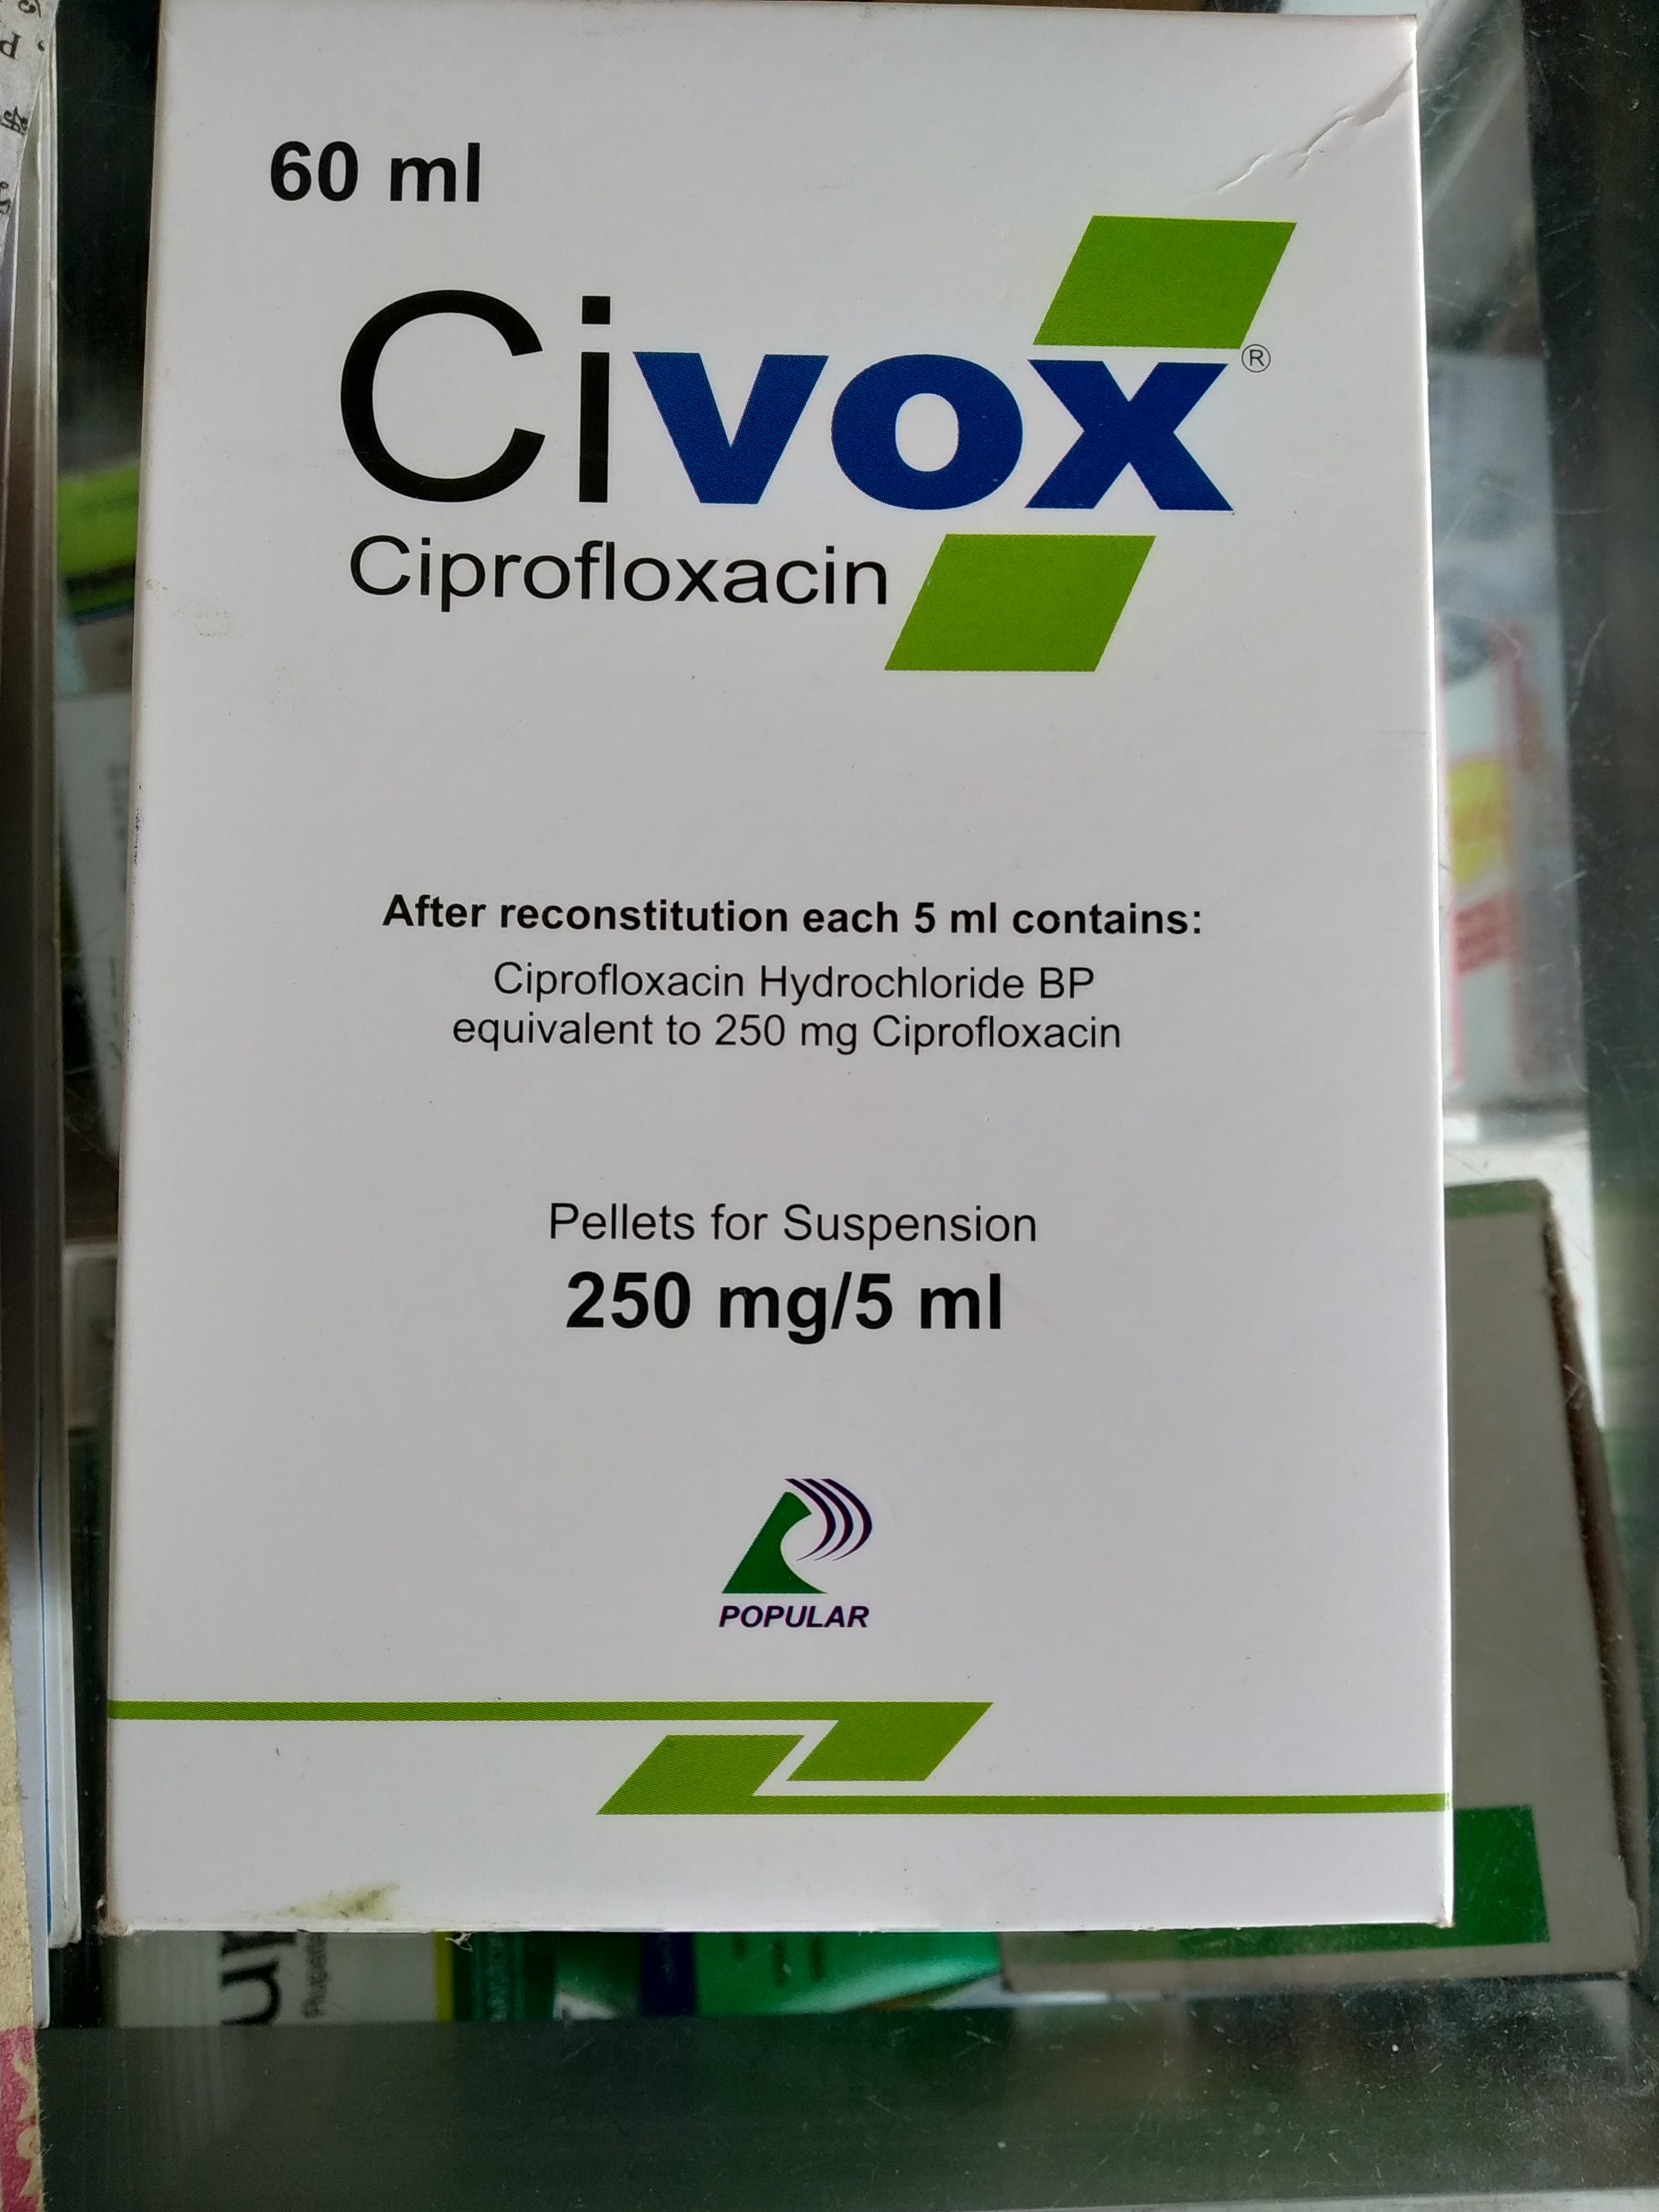 60 ml
Civox®
Ciprofloxacin
After reconstitution each 5 ml contains:
Ciprofloxacin Hydrochloride BP
equivalent to 250 mg Ciprofloxacin
Pellets for Suspension
250 mg/5 ml
POPULAR